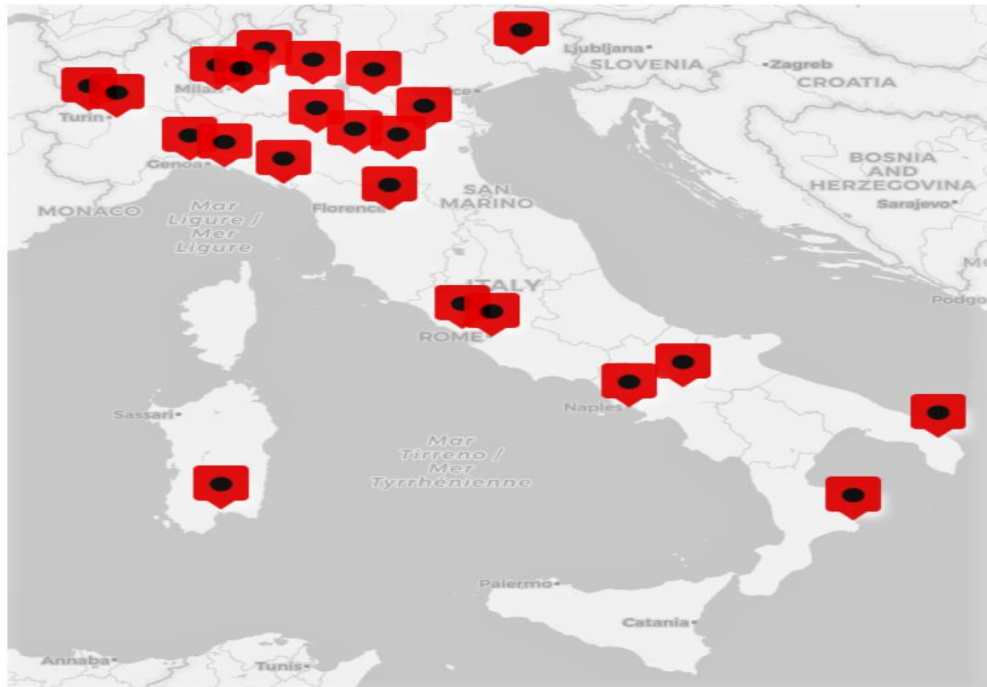 Ljubljana
SLOVENIA
Zagreb
CROATIA
Milan
ice
Turin
Genoa
BOSNIA
AND
HERZEGOVINA
Sarajevo
SAN
MARINO
MONACO
Florence
Mar
Ligure /
Mer
Ligure
ITALY
Podgo
ROME
Naples
Sassari
Mar
Tirreno /
Mer
Tyrrhénienne
Palermo
Catania
Annaba
Tunis